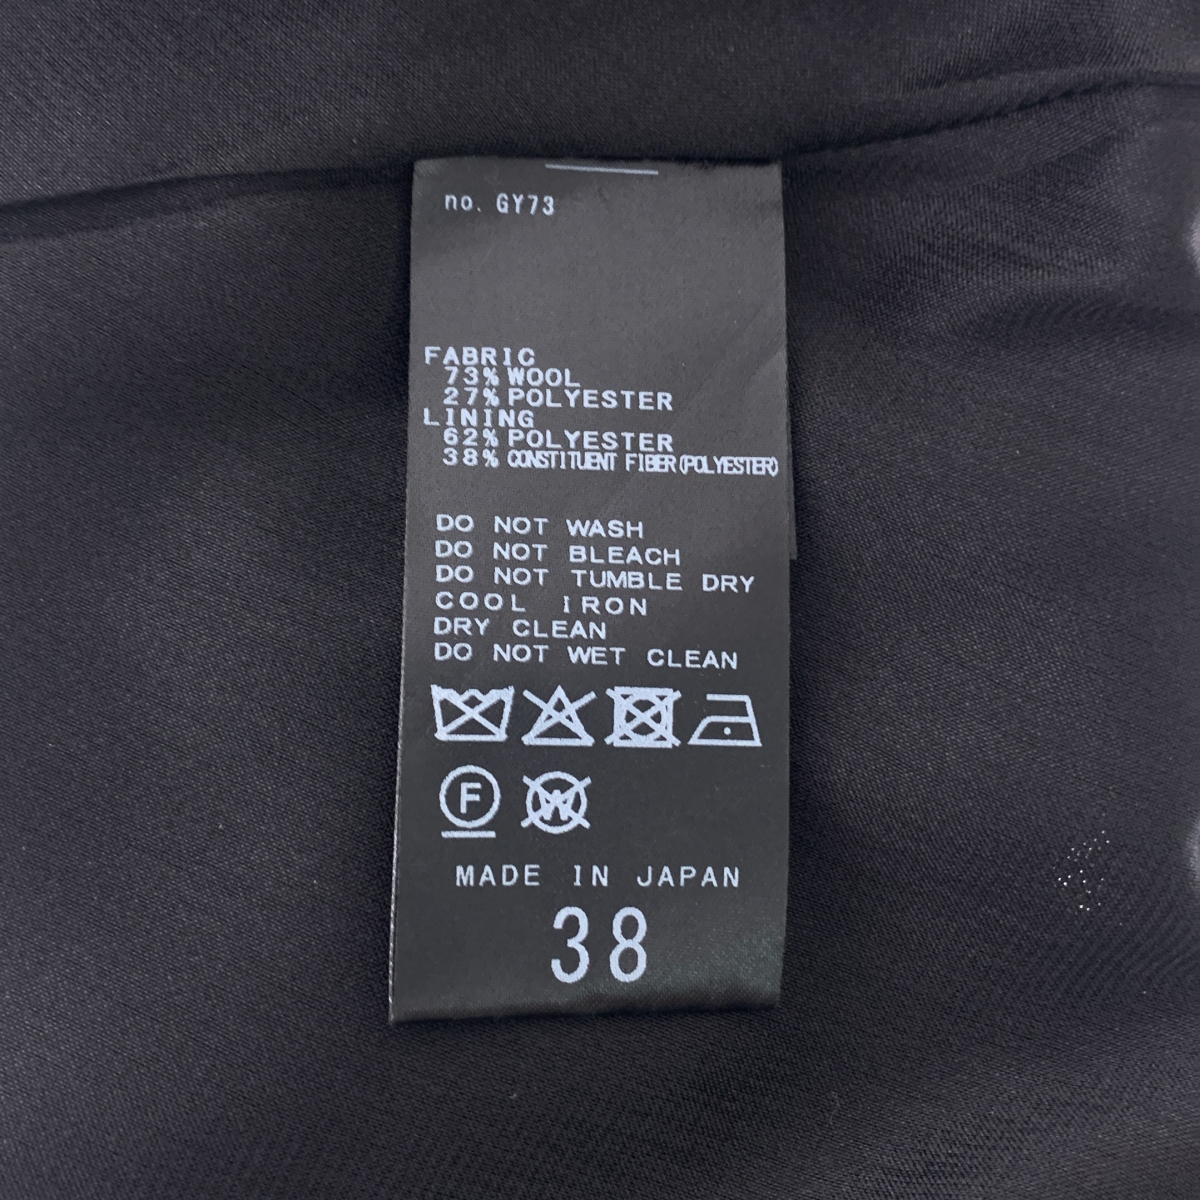 no. GY73
FABRIC
73% WOOL
27% POLYESTER
LINING
62% POLYESTER
38% CONSTITUENT FIBER(POLYESTER)
DO NOT WASH
DO NOT BLEACH
DO NOT TUMBLE DRY
COOL IRON
DRY CLEAN
DO NOT WET CLEAN
F W
MADE IN JAPAN
38